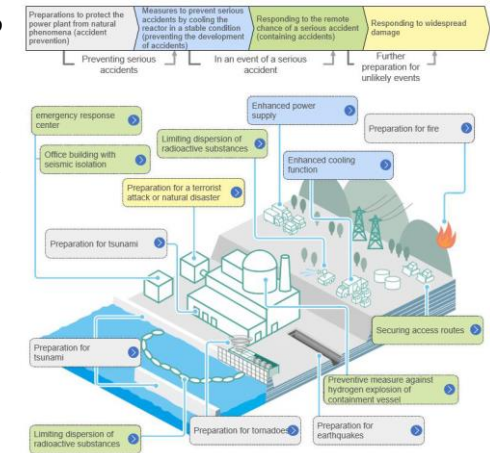 Preparations to protect the
power plant from natural
phenomena (accident
prevention)
Measures to prevent serious
accidents by cooling the
reactor in a stable condition
(preventing the development
of accidents)
Responding to the remote
chance of a serious accident
(containing accidents)
Responding to widespread
damage
Preventing serious
accidents
In an event of a serious
accident
Further
preparation for
unlikely events
emergency response
center
Office building with
seismic isolation
Limiting dispersion of
radioactive substances
Enhanced power
supply
Preparation for fire
Enhanced cooling
function
Preparation for a terrorist
attack or natural disaster
Preparation for tsunami
Securing access routes
Preparation for
tsunami
Preventive measure against
hydrogen explosion of
containment vessel
Limiting dispersion of
radioactive substances
Preparation for tornadoes
Preparation for
earthquakes